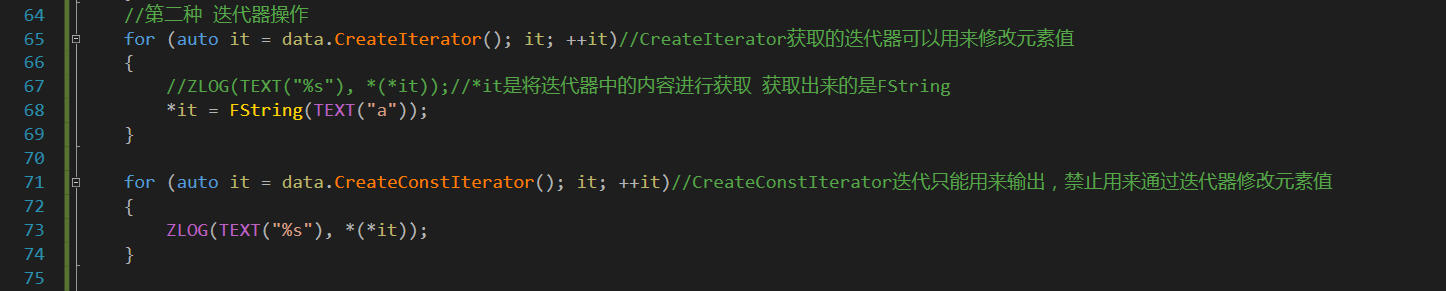 64 //第二种 迭代器操作
65 for (auto it = data.CreateIterator(); it; ++it)//CreateIterator获取的迭代器可以用来修改元素值
66 {
67 //ZLOG(TEXT("%s"), *(*it));//*it是将迭代器中的内容进行获取 获取出来的是FString
68 *it = FString(TEXT("a"));
69 }
70
71 for (auto it = data.CreateConstIterator(); it; ++it)//CreateConstIterator迭代只能用来输出，禁止用来通过迭代器修改元素值
72 {
73 ZLOG(TEXT("%s"), *(*it));
74 }
75